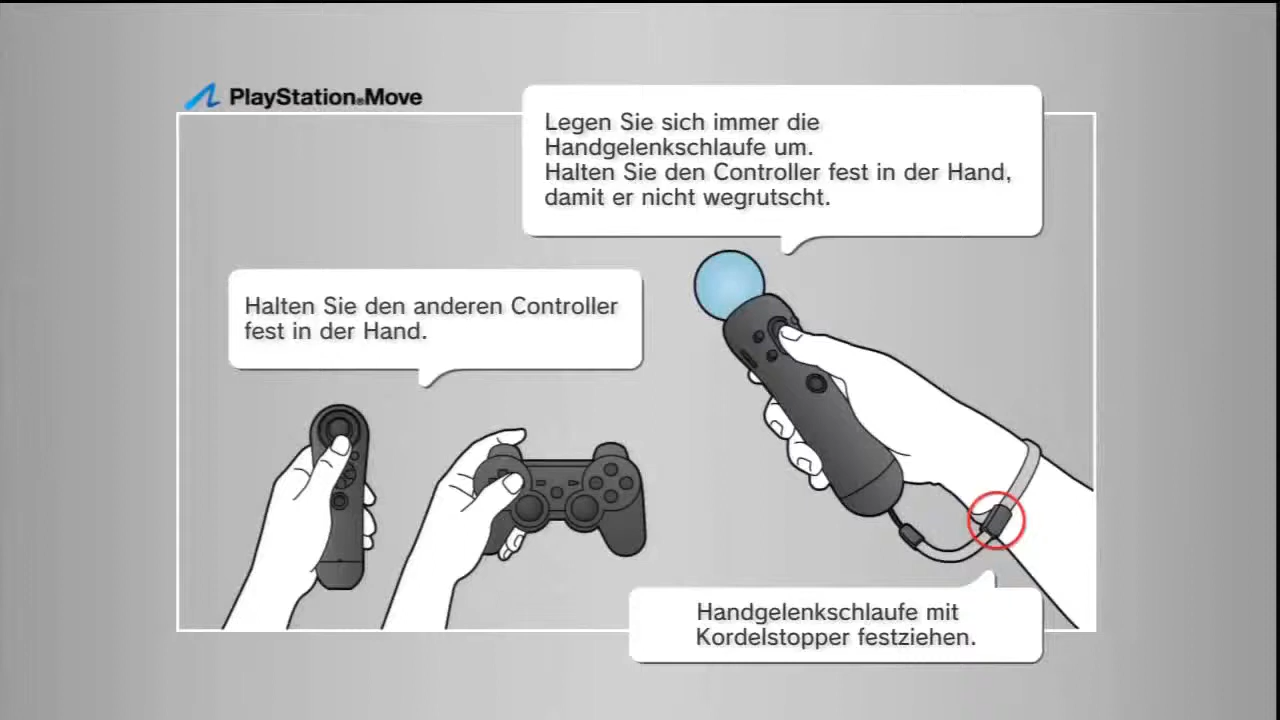 PlayStation®Move
Legen Sie sich immer die
Handgelenkschlaufe um.
Halten Sie den Controller fest in der Hand,
damit er nicht wegrutscht.
Halten Sie den anderen Controller
fest in der Hand.
Handgelenkschlaufe mit
Kordelstopper festziehen.